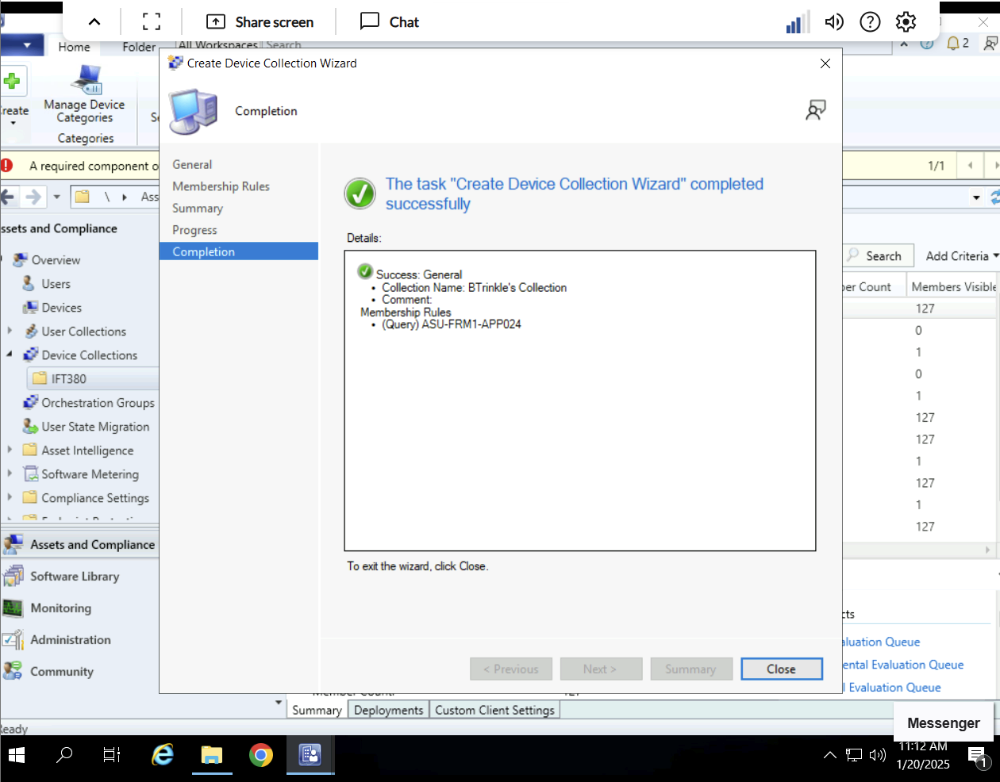 Share screen
Chat
Home
Folder
All Workspaces
Search
2
Create Device Collection Wizard
Completion
Manage Device
Categories
Categories
A required component o
1/1
\
Ass
ssets and Compliance
Overview
Users
Devices
User Collections
Device Collections
IFT380
Orchestration Groups
User State Migration
Asset Intelligence
Software Metering
Compliance Settings
Assets and Compliance
Software Library
Monitoring
Administration
Community
General
Membership Rules
Summary
Progress
Completion
The task "Create Device Collection Wizard" completed
successfully
Details:
Success: General
• Collection Name: BTrinkle's Collection
• Comment:
Membership Rules
• (Query) ASU-FRM1-APP024
To exit the wizard, click Close.
< Previous
Next >
Summary
Close
Search
Add Criteria
er Count
Members Visible
127
0
1
0
1
127
127
1
127
1
127
cts
aluation Queue
ental Evaluation Queue
l Evaluation Queue
Summary
Deployments
Custom Client Settings
eady
Messenger
11:12 AM
1/20/2025
1